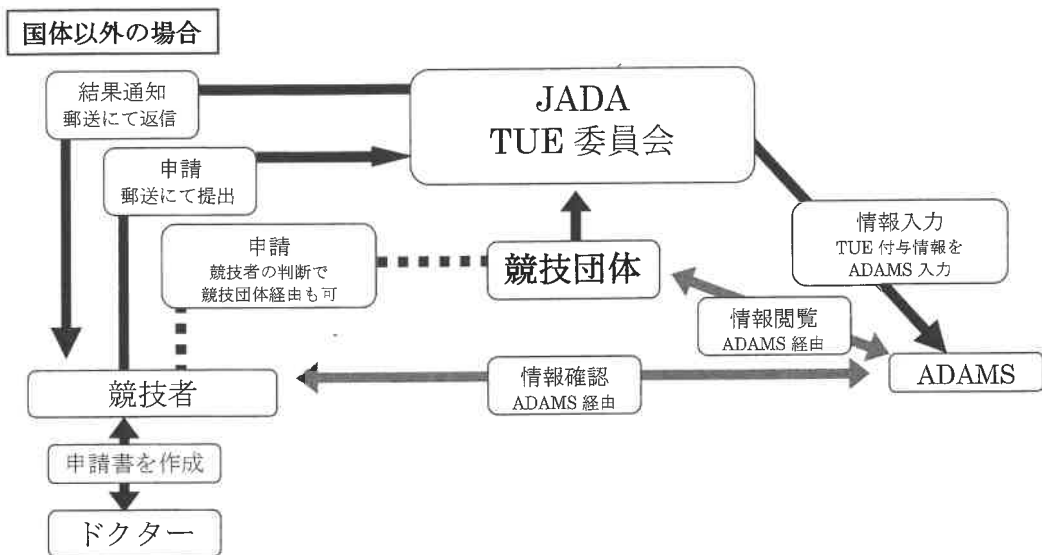 国体以外の場合
結果通知
郵送にて返信
JADA
TUE 委員会
申請
郵送にて提出
申請
競技者の判断で
競技団体経由も可
競技団体
情報入力
TUE 付与情報を
ADAMS 入力
情報閲覧
ADAMS 経由
競技者
情報確認
ADAMS 経由
ADAMS
申請書を作成
ドクター